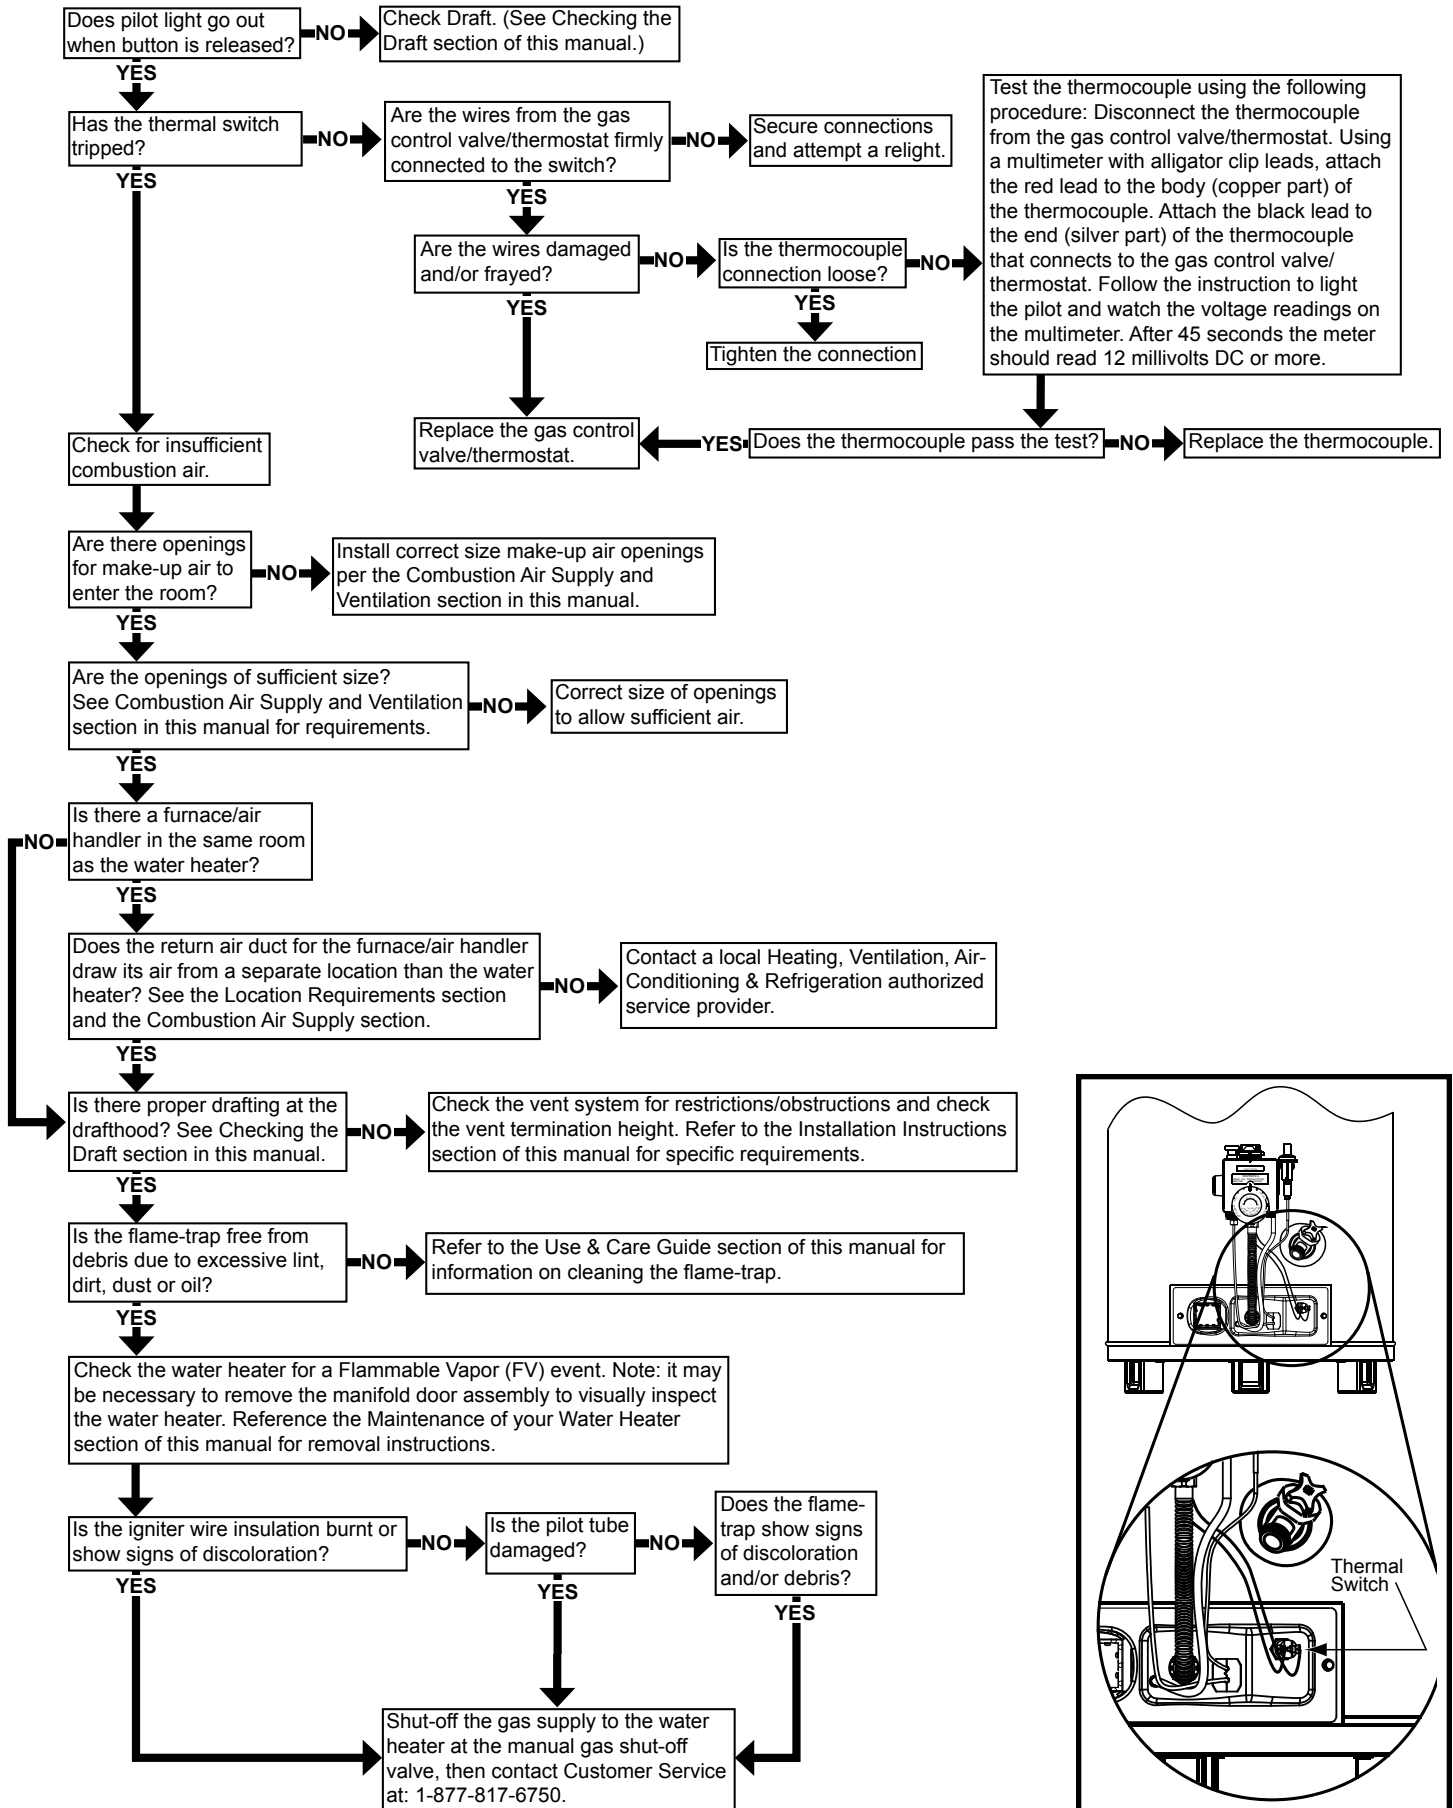 Does pilot light go out
when button is released?
NO
Check Draft. (See Checking the
Draft section of this manual.)
YES
Has the thermal switch
tripped?
NO
Are the wires from the gas
control valve/thermostat firmly
connected to the switch?
NO
Secure connections
and attempt a relight.
Test the thermocouple using the following
procedure: Disconnect the thermocouple
from the gas control valve/thermostat. Using
a multimeter with alligator clip leads, attach
the red lead to the body (copper part) of
the thermocouple. Attach the black lead to
the end (silver part) of the thermocouple
that connects to the gas control valve/
thermostat. Follow the instruction to light
the pilot and watch the voltage readings on
the multimeter. After 45 seconds the meter
should read 12 millivolts DC or more.
YES
YES
Are the wires damaged
and/or frayed?
NO
Is the thermocouple
connection loose?
NO
YES
YES
Tighten the connection
Check for insufficient
combustion air.
Replace the gas control
valve/thermostat.
YES
Does the thermocouple pass the test?
NO
Replace the thermocouple.
Are there openings
for make-up air to
enter the room?
NO
Install correct size make-up air openings
per the Combustion Air Supply and
Ventilation section in this manual.
YES
Are the openings of sufficient size?
See Combustion Air Supply and Ventilation
section in this manual for requirements.
NO
Correct size of openings
to allow sufficient air.
YES
Is there a furnace/air
handler in the same room
as the water heater?
NO
YES
Does the return air duct for the furnace/air handler
draw its air from a separate location than the water
heater? See the Location Requirements section
and the Combustion Air Supply section.
NO
Contact a local Heating, Ventilation, Air-
Conditioning & Refrigeration authorized
service provider.
YES
Is there proper drafting at the
drafthood? See Checking the
Draft section in this manual.
NO
Check the vent system for restrictions/obstructions and check
the vent termination height. Refer to the Installation Instructions
section of this manual for specific requirements.
YES
Is the flame-trap free from
debris due to excessive lint,
dirt, dust or oil?
NO
Refer to the Use & Care Guide section of this manual for
information on cleaning the flame-trap.
YES
Check the water heater for a Flammable Vapor (FV) event. Note: it may
be necessary to remove the manifold door assembly to visually inspect
the water heater. Reference the Maintenance of your Water Heater
section of this manual for removal instructions.
Is the igniter wire insulation burnt or
show signs of discoloration?
NO
Is the pilot tube
damaged?
NO
Does the flame-
trap show signs
of discoloration
and/or debris?
YES
YES
YES
Shut-off the gas supply to the water
heater at the manual gas shut-off
valve, then contact Customer Service
at: 1-877-817-6750.
Thermal
Switch